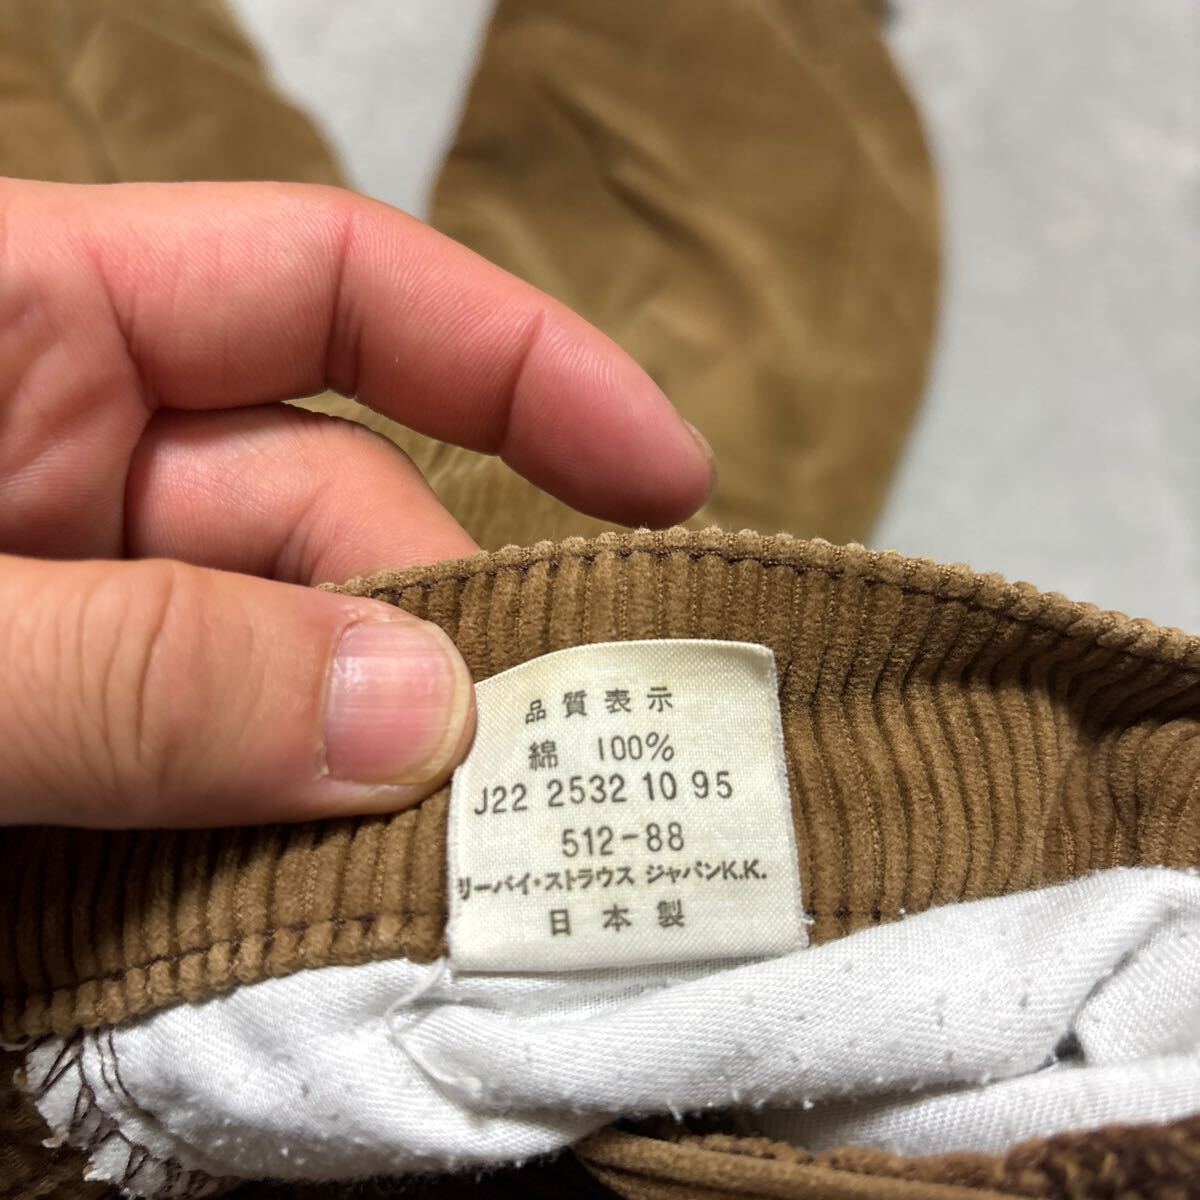 品質表示
綿 100%
J22 2532 10 95
512-88
リーバイ・ストラウス ジャパンK.K.
日本製